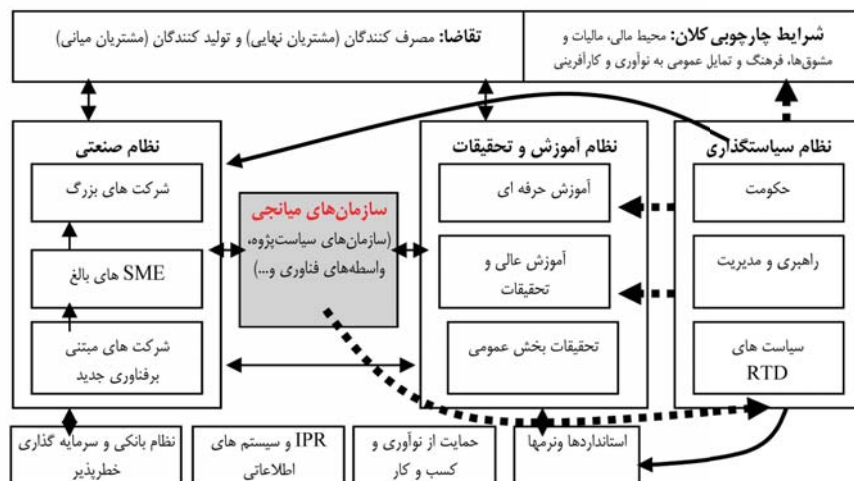 شرایط چارچوبی کلان: محیط مالی، مالیات و
مشوق‌ها، فرهنگ و تمایل عمومی به نوآوری و کارآفرینی
تقاضا: مصرف کنندگان (مشتریان نهایی) و تولید کنندگان (مشتریان میانی)
نظام سیاستگذاری
حکومت
راهبری و مدیریت
سیاست های
RTD
نظام آموزش و تحقیقات
آموزش حرفه ای
آموزش عالی و
تحقیقات
تحقیقات بخش عمومی
سازمان‌های میانجی
(سازمان‌های سیاست‌پژوه،
واسطه‌های فناوری و...)
نظام صنعتی
شرکت های بزرگ
SME های بالغ
شرکت های مبتنی
برفناوری جدید
استانداردها ونرمها
حمایت از نوآوری و
کسب و کار
IPR و سیستم های
اطلاعاتی
نظام بانکی و سرمایه گذاری
خطرپذیر